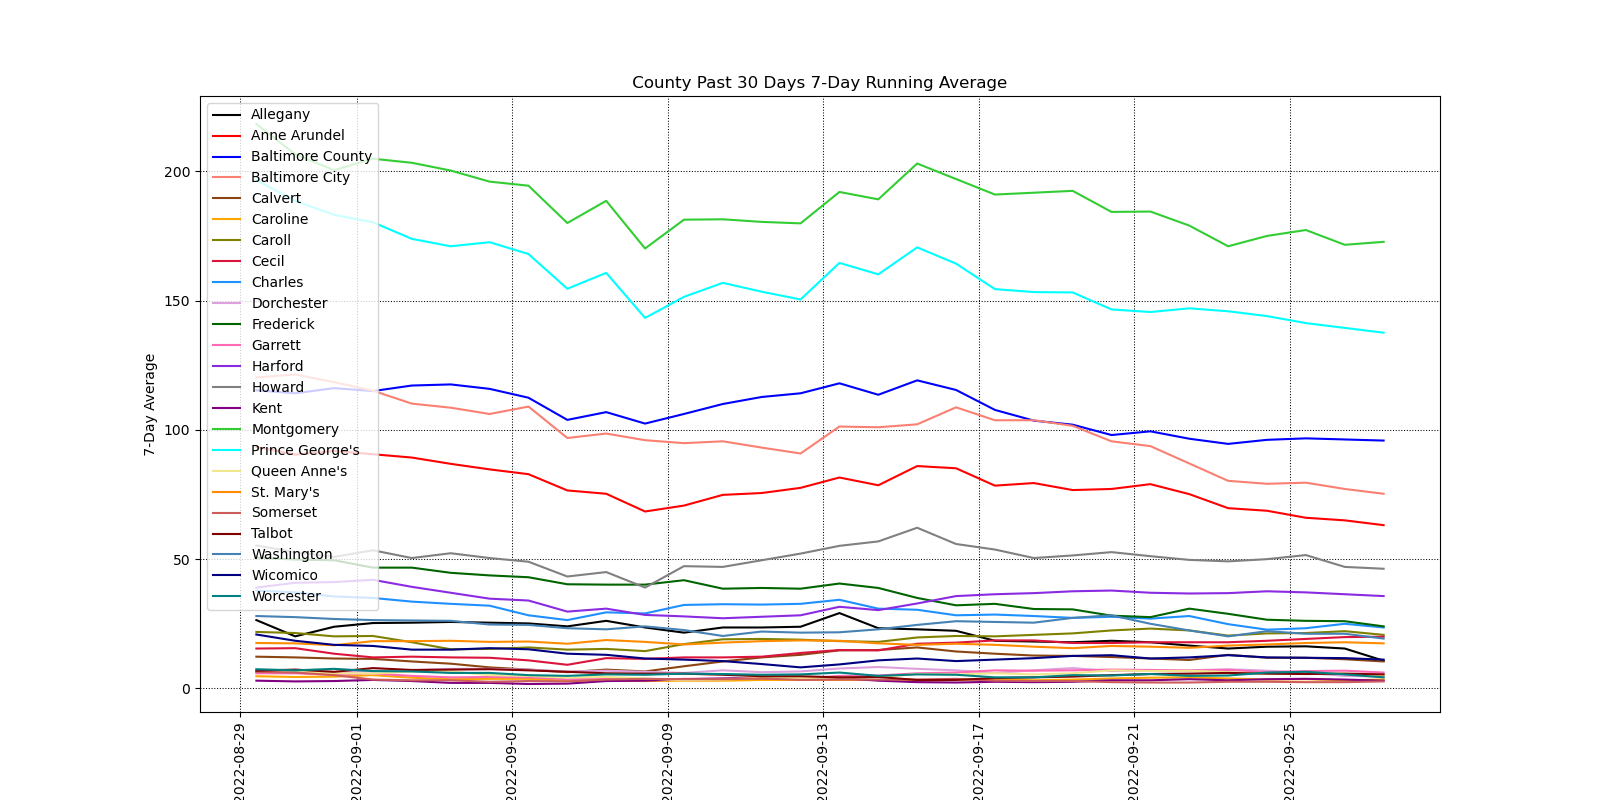 County Past 30 Days 7-Day Running Average
7-Day Average
200
150
100
50
0
Allegany
Anne Arundel
Baltimore County
Baltimore City
Calvert
Caroline
Caroll
Cecil
Charles
Dorchester
Frederick
Garrett
Harford
Howard
Kent
Montgomery
Prince George's
Queen Anne's
St. Mary's
Somerset
Talbot
Washington
Wicomico
Worcester
2022-08-29
2022-09-01
2022-09-05
2022-09-09
2022-09-13
2022-09-17
2022-09-21
2022-09-25